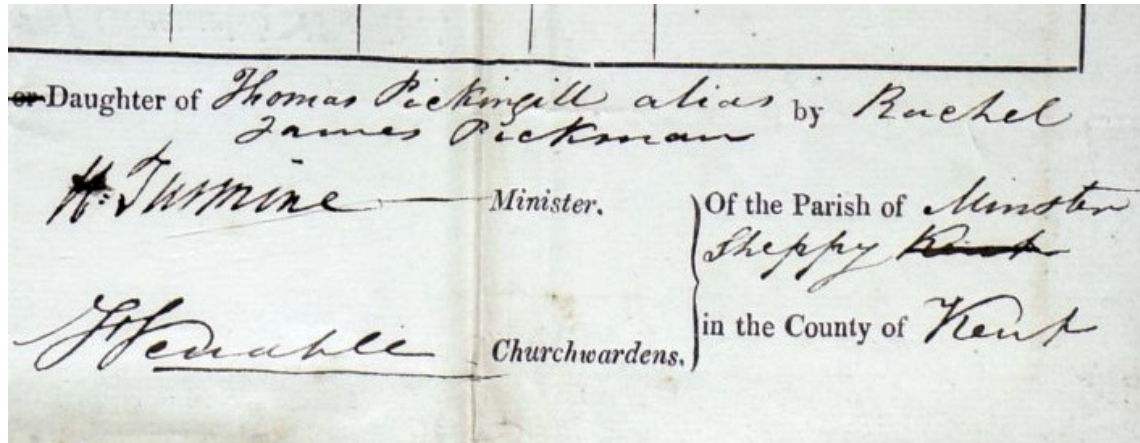 or Daughter of Thomas Pickingill alias by Rachel
James Pickman
H: Turmine Minister. Of the Parish of Minster
Sheppy Kent
in the County of Kent
Churchwardens.